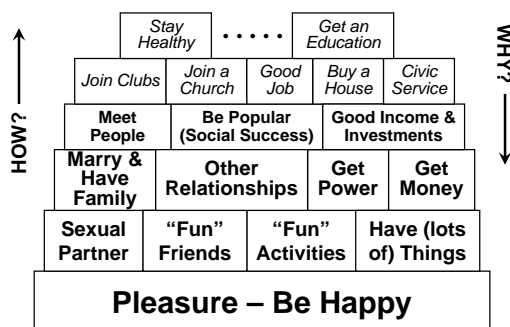 Stay
Healthy
.....
Get an
Education
Join Clubs
Join a
Church
Good
Job
Buy a
House
Civic
Service
Meet
People
Be Popular
(Social Success)
Good Income &
Investments
Marry &
Have
Family
Other
Relationships
Get
Power
Get
Money
Sexual
Partner
“Fun”
Friends
“Fun”
Activities
Have (lots
of) Things
Pleasure – Be Happy
HOW?
WHY?